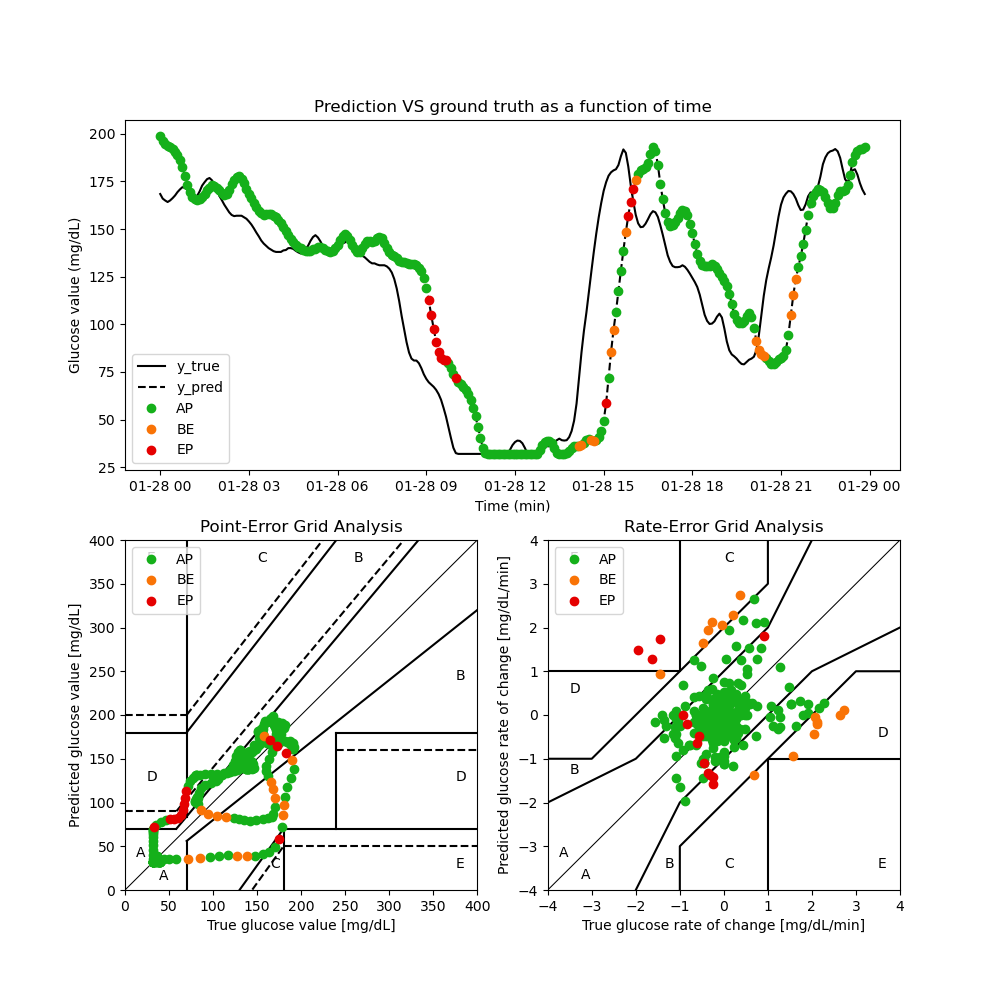 Prediction VS ground truth as a function of time
Glucose value (mg/dL)
200
175
150
125
100
75
50
25
y_true
y_pred
AP
BE
EP
01-28 00 01-28 03 01-28 06 01-28 09 01-28 12 01-28 15 01-28 18 01-28 21 01-29 00
Time (min)
Point-Error Grid Analysis
Predicted glucose value [mg/dL]
400
350
300
250
200
150
100
50
0
AP
BE
EP
C
B
B
D
D
A
A
C
E
0 50 100 150 200 250 300 350 400
True glucose value [mg/dL]
Rate-Error Grid Analysis
Predicted glucose rate of change [mg/dL/min]
4
3
2
1
0
−1
−2
−3
−4
AP
BE
EP
C
D
D
B
A
A
B
C
E
−4 −3 −2 −1 0 1 2 3 4
True glucose rate of change [mg/dL/min]